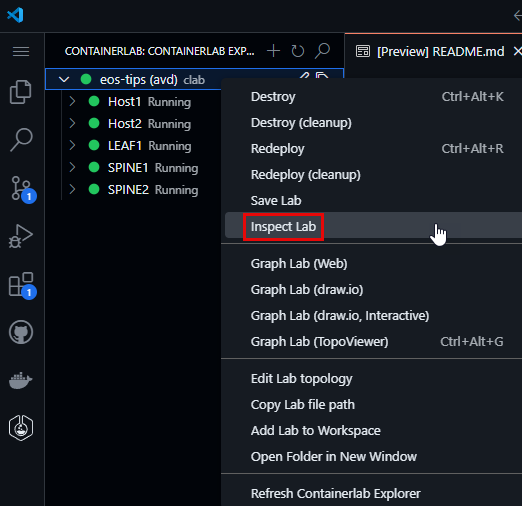 CONTAINERLAB: CONTAINERLAB EXP...
[Preview] README.md
eos-tips (avd) clab
Host1 Running
Host2 Running
LEAF1 Running
SPINE1 Running
SPINE2 Running
1
1
Destroy Ctrl+Alt+K
Destroy (cleanup)
Redeploy Ctrl+Alt+R
Redeploy (cleanup)
Save Lab
Inspect Lab
Graph Lab (Web)
Graph Lab (draw.io)
Graph Lab (draw.io, Interactive)
Graph Lab (TopoViewer) Ctrl+Alt+G
Edit Lab topology
Copy Lab file path
Add Lab to Workspace
Open Folder in New Window
Refresh Containerlab Explorer